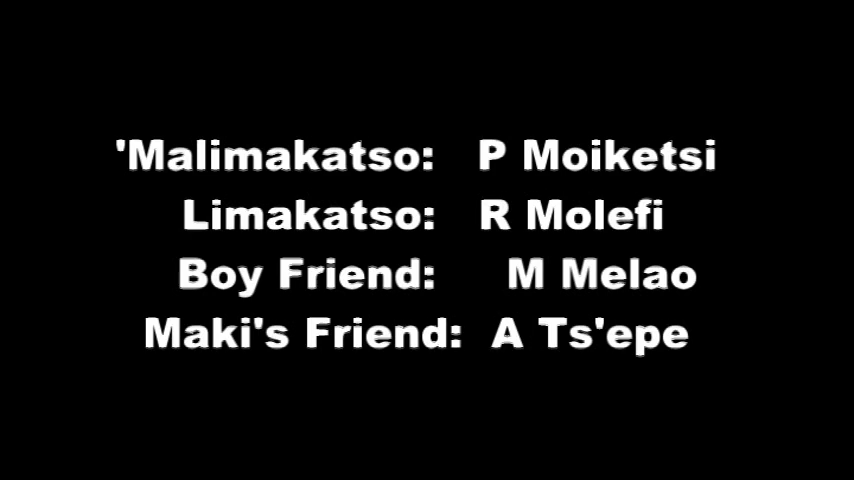 'Malimakatso: P Moiketsi
Limakatso: R Molefi
Boy Friend: M Melao
Maki's Friend: A Ts'epe